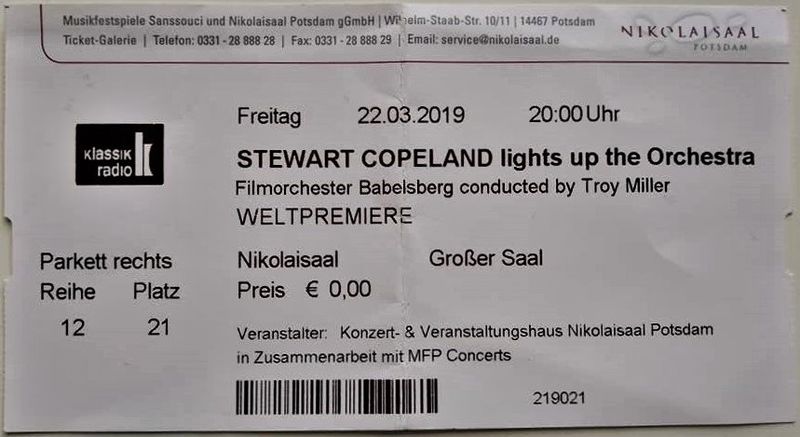 Musikfestspiele Sanssouci und Nikolaisaal Potsdam gGmbH | Wilhelm-Staab-Str. 10/11 | 14467 Potsdam
Ticket-Galerie | Telefon: 0331 - 28 888 28 | Fax: 0331 - 28 888 29 | Email: service@nikolaisaal.de
NIKOLAISAAL
POTSDAM
Freitag 22.03.2019 20:00 Uhr
klassik
radio
STEWART COPELAND lights up the Orchestra
Filmorchester Babelsberg conducted by Troy Miller
WELTPREMIERE
Parkett rechts Nikolaisaal Großer Saal
Reihe Platz Preis € 0,00
12 21
Veranstalter: Konzert- & Veranstaltungshaus Nikolaisaal Potsdam
in Zusammenarbeit mit MFP Concerts
219021